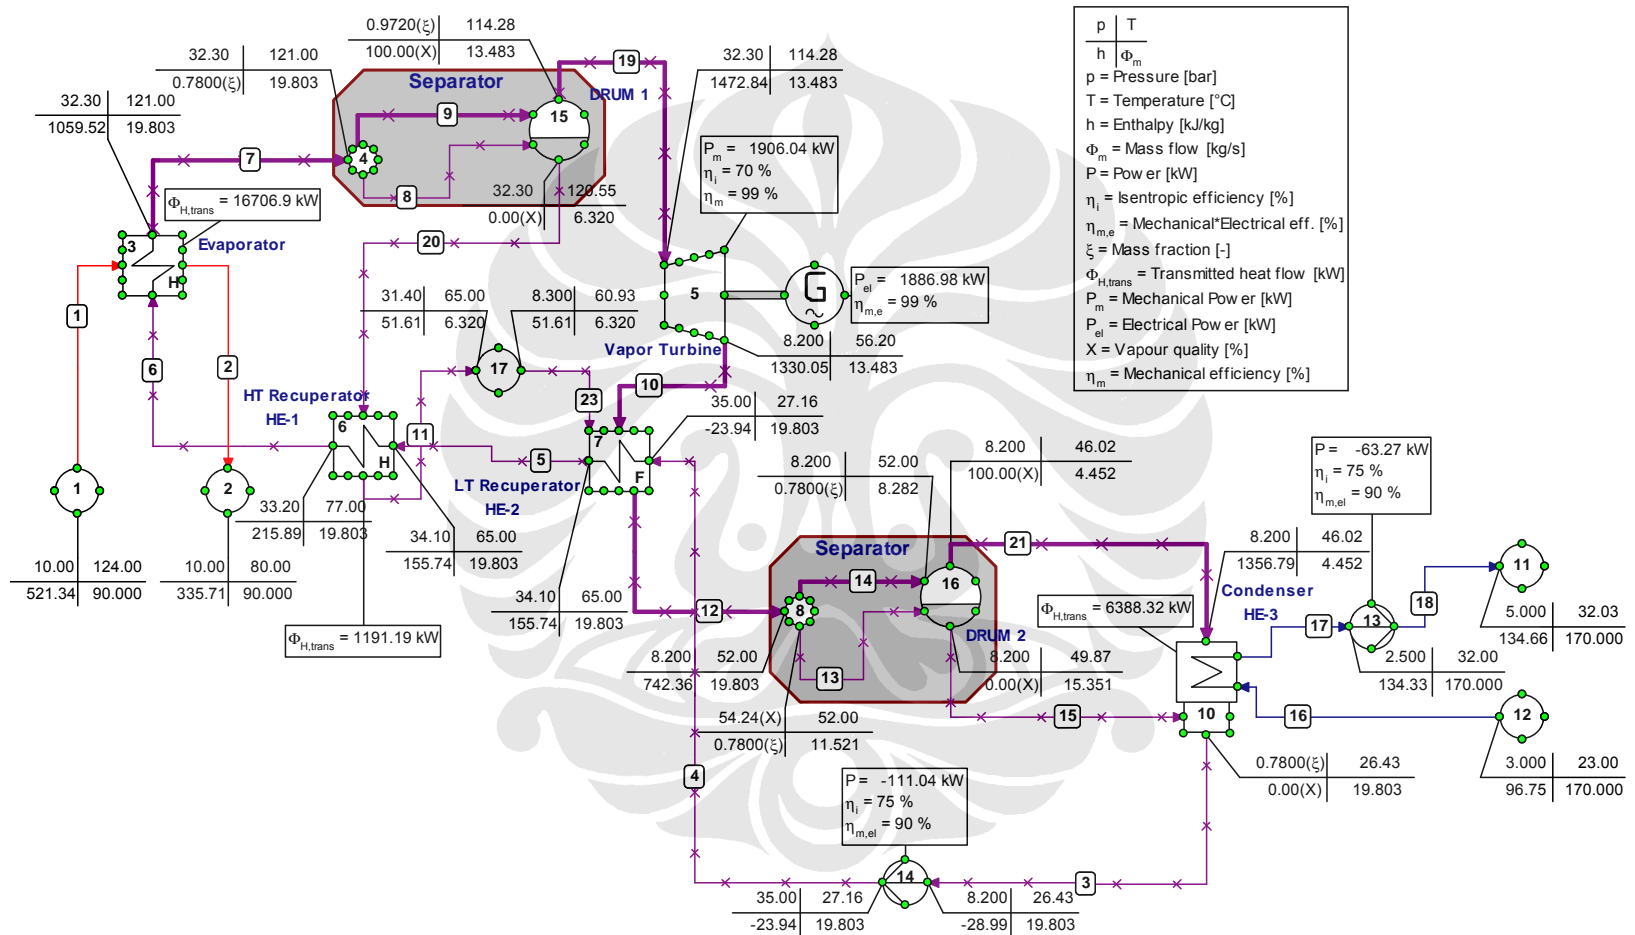 0.9720(ξ) 114.28
100.00(X) 13.483
32.30 121.00
0.7800(ξ) 19.803
32.30 121.00
1059.52 19.803
Separator
DRUM 1
19
9
15
4
8
7
32.30 114.28
1472.84 13.483
p T
h Φm
p = Pressure [bar]
T = Temperature [°C]
h = Enthalpy [kJ/kg]
Φm = Mass flow [kg/s]
P = Power [kW]
ηi = Isentropic efficiency [%]
ηm,e = Mechanical*Electrical eff. [%]
ξ = Mass fraction [-]
ΦH,trans = Transmitted heat flow [kW]
Pm = Mechanical Power [kW]
Pel = Electrical Power [kW]
X = Vapour quality [%]
ηm = Mechanical efficiency [%]
Pm = 1906.04 kW
ηi = 70 %
ηm = 99 %
32.30 120.55
0.00(X) 6.320
ΦH,trans = 16706.9 kW
3
H
Evaporator
20
1
2
6
5
G
~
Pel = 1886.98 kW
ηm,e = 99 %
Vapor Turbine
8.200 56.20
1330.05 13.483
31.40 65.00
51.61 6.320
8.300 60.93
51.61 6.320
17
10
23
HT Recuperator
HE-1
6
H
11
5
7
F
LT Recuperator
HE-2
35.00 27.16
-23.94 19.803
1
2
33.20 77.00
215.89 19.803
34.10 65.00
155.74 19.803
10.00 124.00
521.34 90.000
10.00 80.00
335.71 90.000
ΦH,trans = 1191.19 kW
34.10 65.00
155.74 19.803
8.200 52.00
0.7800(ξ) 8.282
8.200 46.02
100.00(X) 4.452
P = -63.27 kW
ηi = 75 %
ηm,el = 90 %
Separator
21
14
16
8
12
13
DRUM 2
8.200 52.00
742.36 19.803
8.200 49.87
0.00(X) 15.351
54.24(X) 52.00
0.7800(ξ) 11.521
8.200 46.02
1356.79 4.452
Condenser
HE-3
ΦH,trans = 6388.32 kW
17
13
18
11
5.000 32.03
134.66 170.000
2.500 32.00
134.33 170.000
15
10
16
12
3.000 23.00
96.75 170.000
0.7800(ξ) 26.43
0.00(X) 19.803
4
P = -111.04 kW
ηi = 75 %
ηm,el = 90 %
14
3
35.00 27.16
-23.94 19.803
8.200 26.43
-28.99 19.803